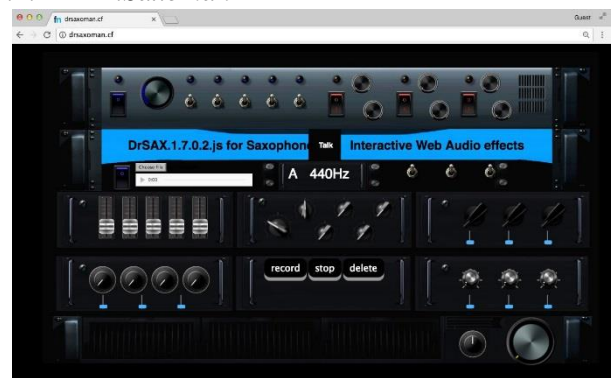 drsaxoman.cf
Guest
drsaxoman.cf
DrSAX.1.7.0.2.js for Saxophon
Talk
Interactive Web Audio effects
Choose File
A 440Hz
record stop delete